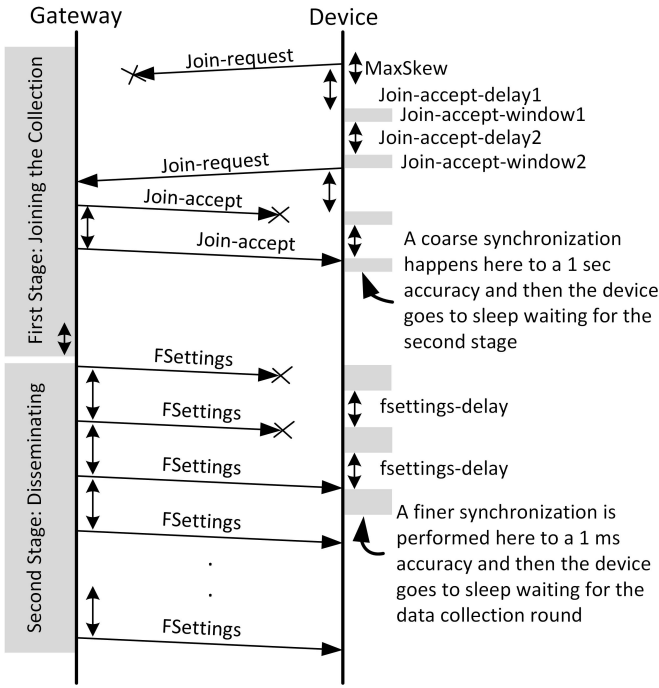 Gateway
Device
First Stage: Joining the Collection
Join-request
MaxSkew
Join-accept-delay1
Join-accept-window1
Join-accept-delay2
Join-request
Join-accept-window2
Join-accept
Join-accept
A coarse synchronization
happens here to a 1 sec
accuracy and then the device
goes to sleep waiting for the
second stage
Second Stage: Disseminating
FSettings
fsettings-delay
FSettings
FSettings
fsettings-delay
FSettings
A finer synchronization is
performed here to a 1 ms
accuracy and then the device
goes to sleep waiting for the
data collection round
.
.
FSettings